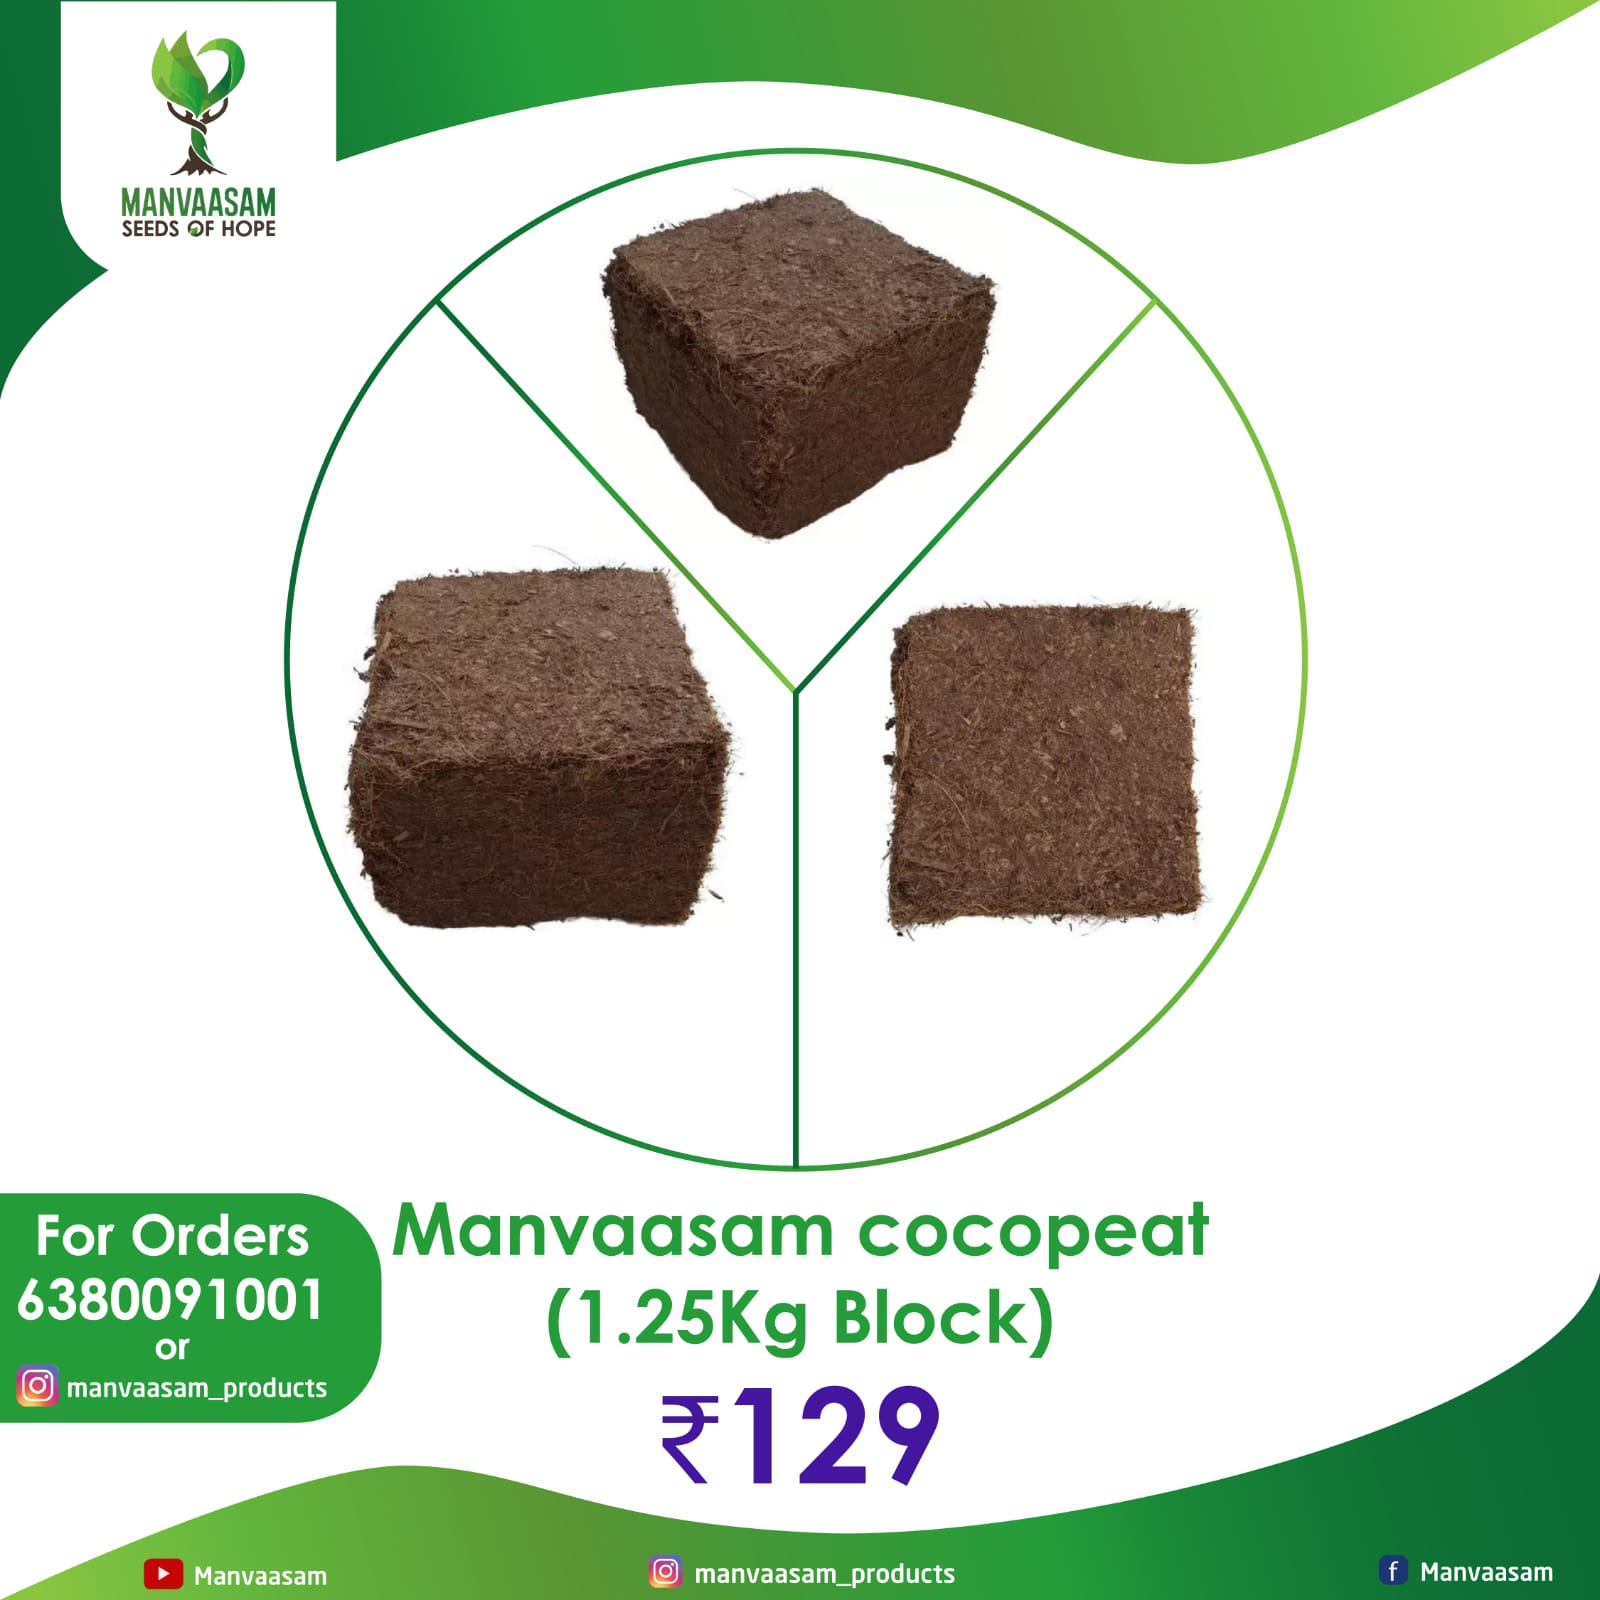 MANVAASAM
SEEDS OF HOPE
For Orders
6380091001
or
manvaasam_products
Manvaasam cocopeat
(1.25Kg Block)
₹129
Manvaasam
manvaasam_products
f Manvaasam